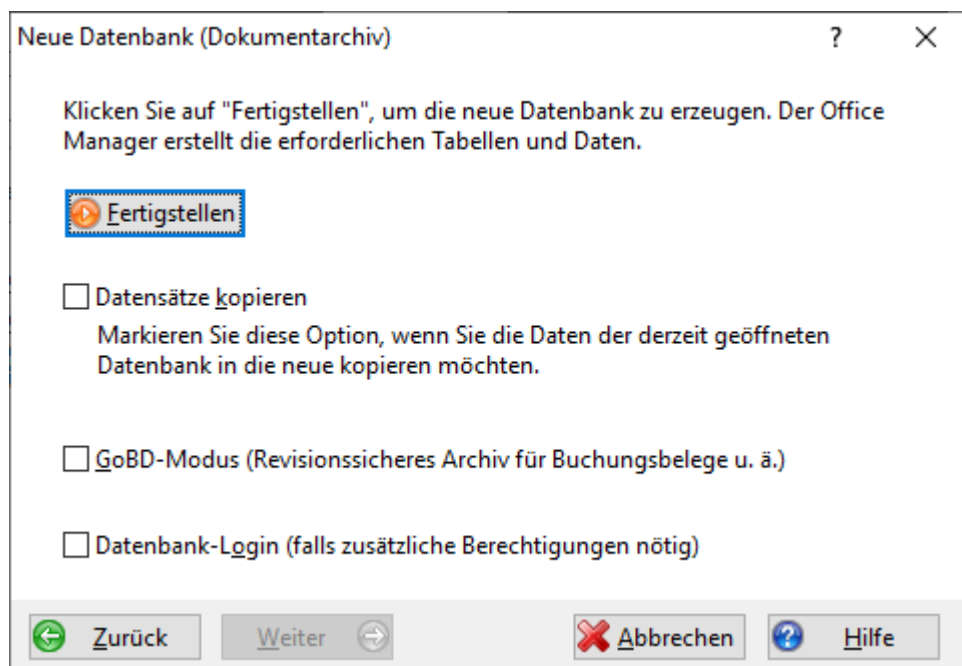 Neue Datenbank (Dokumentarchiv) ?
Klicken Sie auf "Fertigstellen", um die neue Datenbank zu erzeugen. Der Office
Manager erstellt die erforderlichen Tabellen und Daten.
Fertigstellen
Datensätze kopieren
Markieren Sie diese Option, wenn Sie die Daten der derzeit geöffneten
Datenbank in die neue kopieren möchten.
GoBD-Modus (Revisionssicheres Archiv für Buchungsbelege u. ä.)
Datenbank-Login (falls zusätzliche Berechtigungen nötig)
Zurück Weiter Abbrechen Hilfe